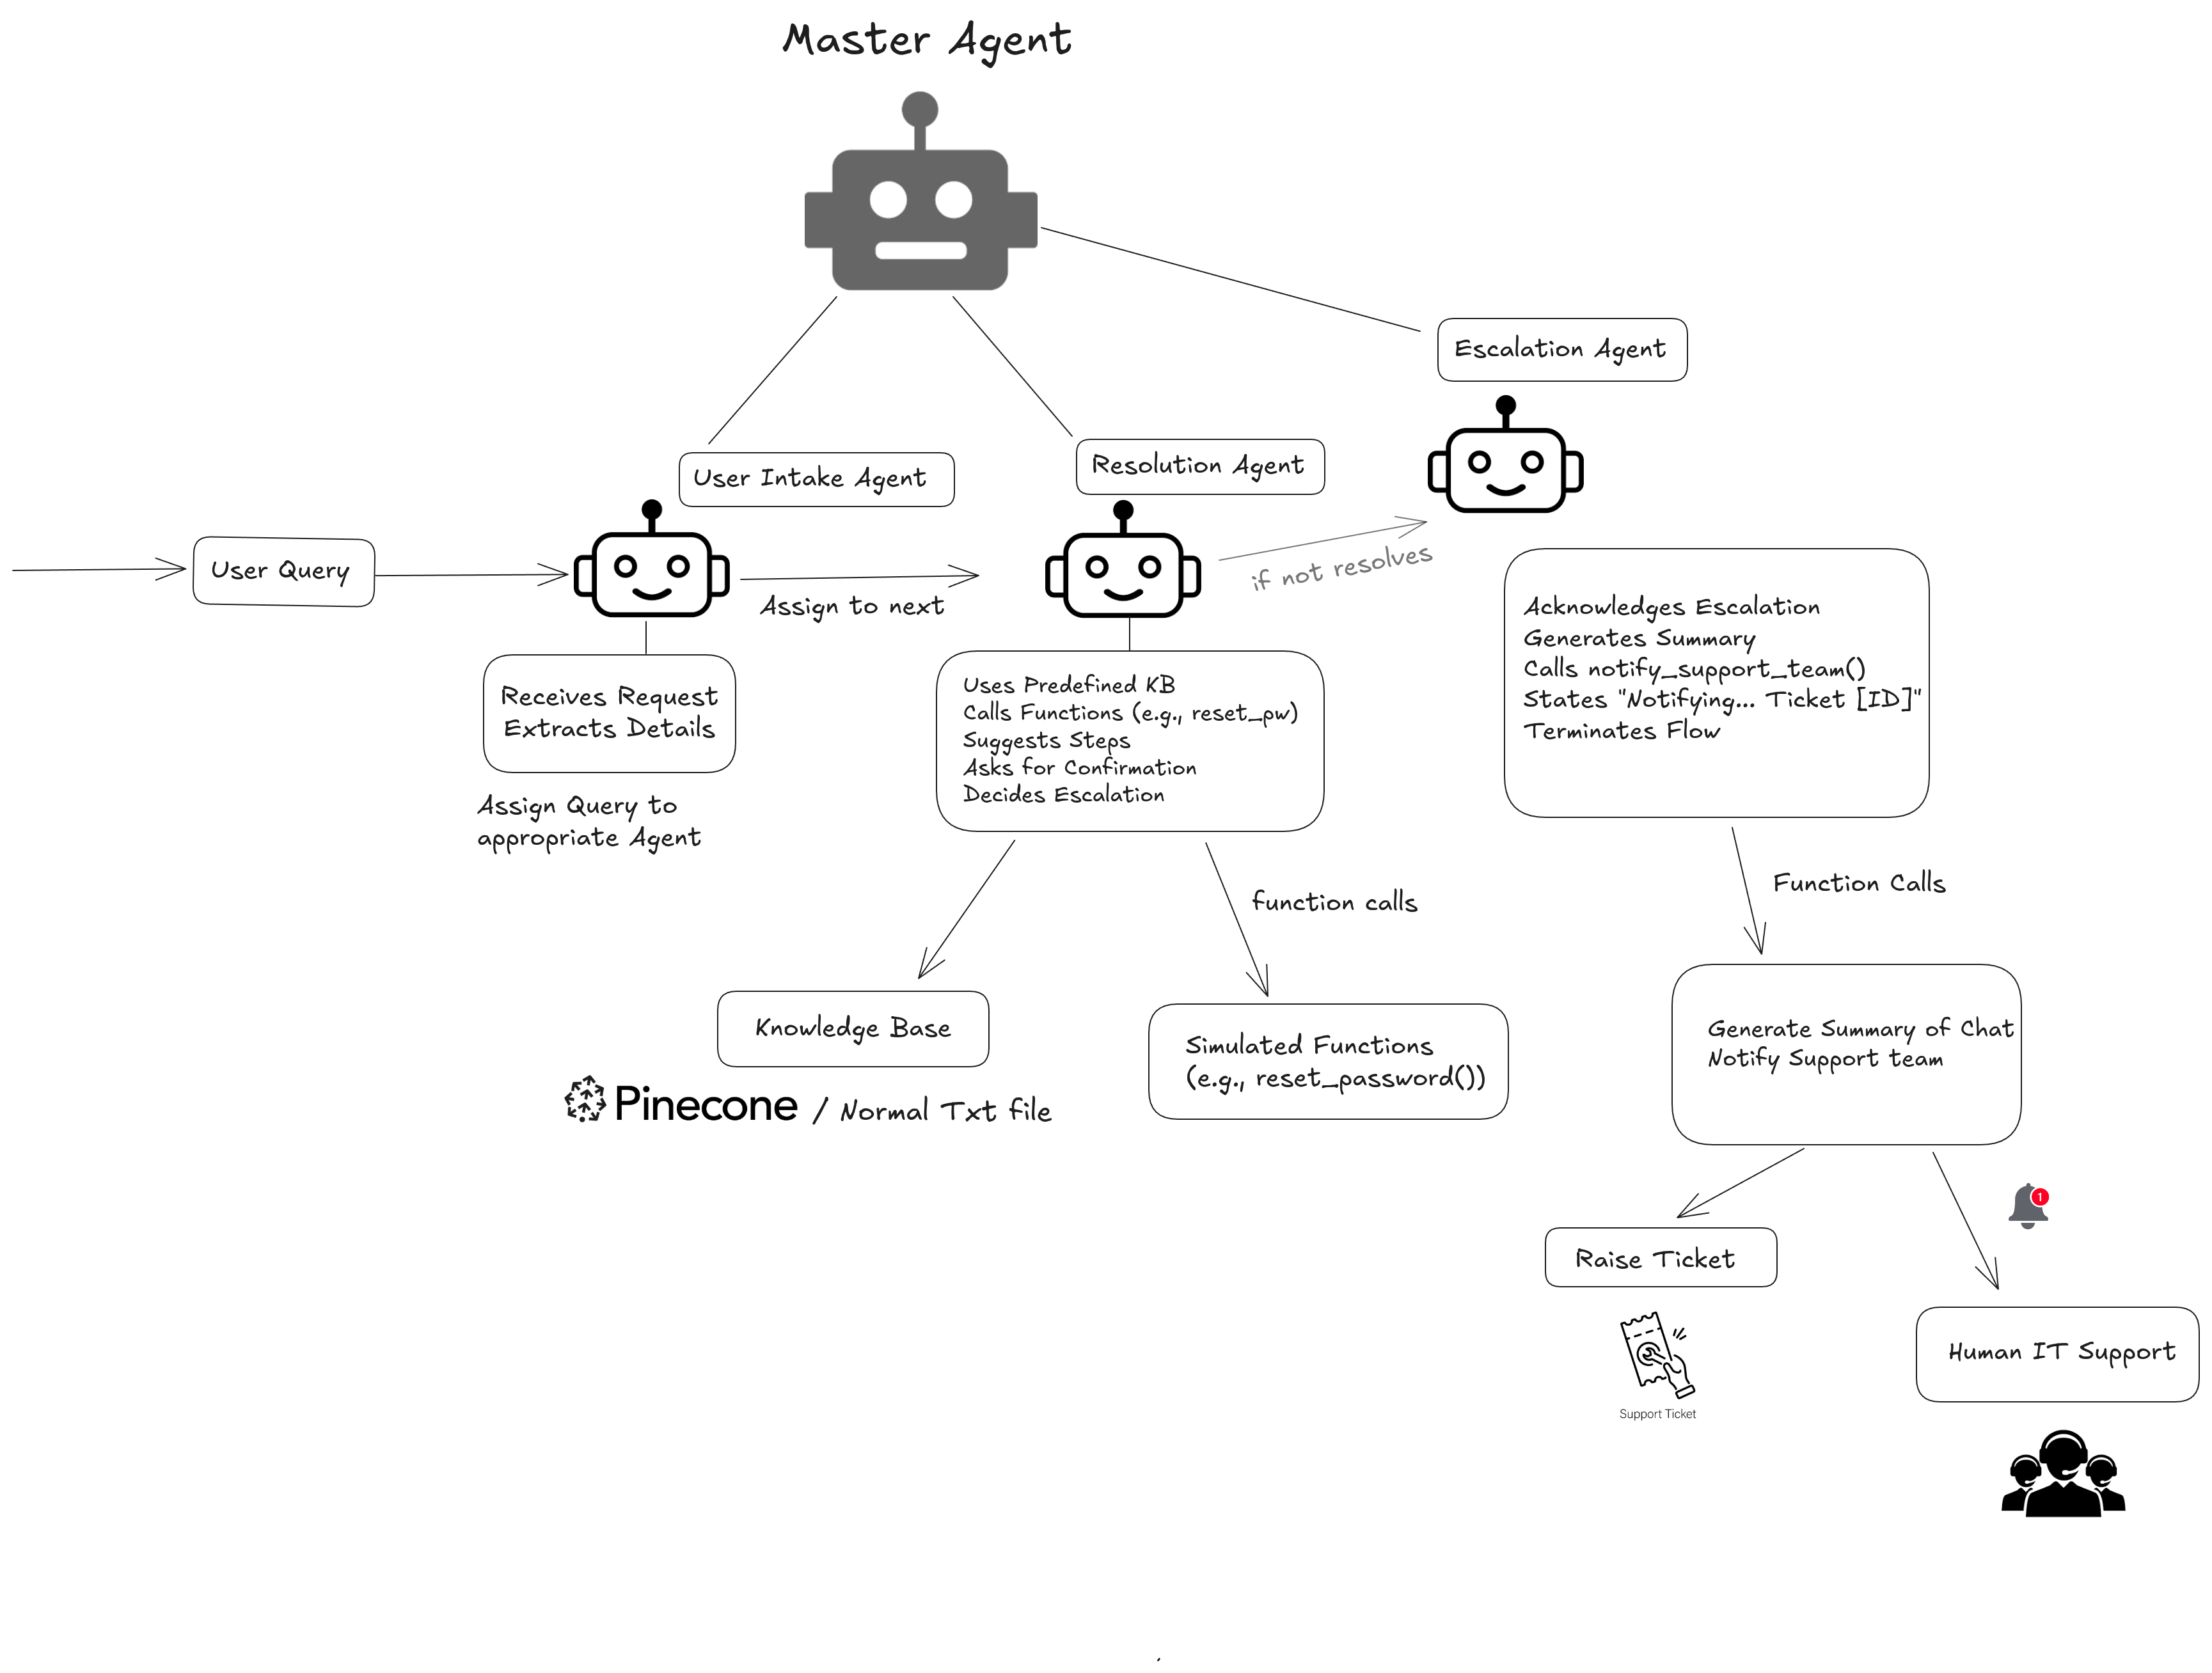 Master Agent
Escalation Agent
User Intake Agent
Resolution Agent
User Query
Assign to next
if not resolves
Receives Request
Extracts Details
Assign Query to
appropriate Agent
Uses Predefined KB
Calls Functions (e.g., reset_pw)
Suggests Steps
Asks for Confirmation
Decides Escalation
Acknowledges Escalation
Generates Summary
Calls notify_support_team()
States "Notifying... Ticket [ID]"
Terminates Flow
function calls
Function Calls
Knowledge Base
Pinecone / Normal Txt file
Simulated Functions
(e.g., reset_password())
Generate Summary of Chat
Notify Support team
1
Raise Ticket
Support Ticket
Human IT Support